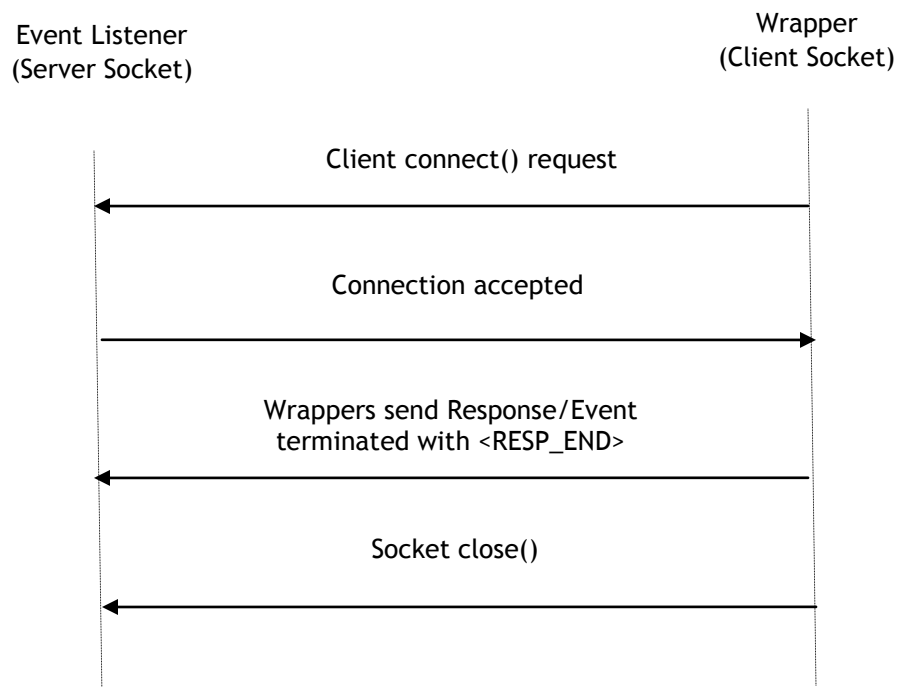 Event Listener
(Server Socket)
Wrapper
(Client Socket)
Client connect() request
Connection accepted
Wrappers send Response/Event
terminated with <RESP_END>
Socket close()